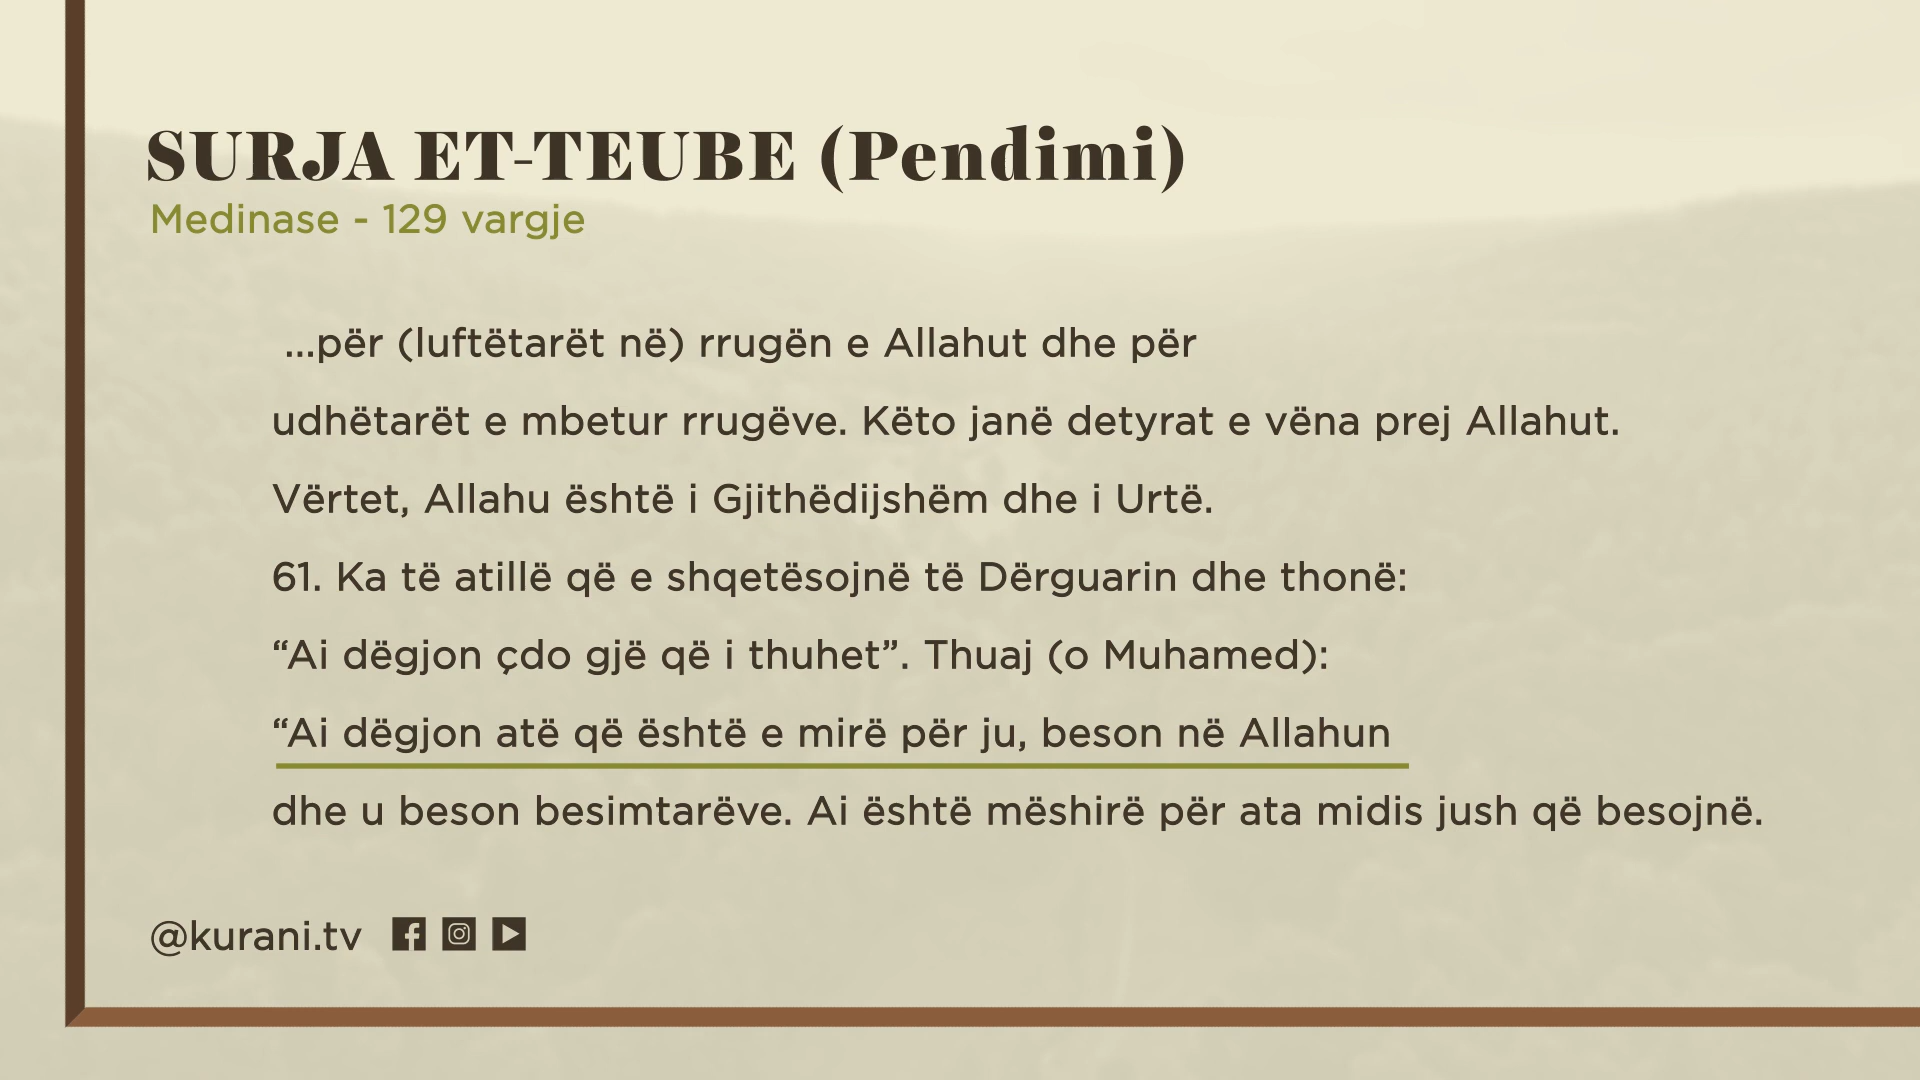 SURJA ET-TEUBE (Pendimi)
Medinase - 129 vargje
...për (luftëtarët në) rrugën e Allahut dhe për
udhëtarët e mbetur rrugëve. Këto janë detyrat e vëna prej Allahut.
Vërtet, Allahu është i Gjithëdijshëm dhe i Urtë.
61. Ka të atillë që e shqetësojnë të Dërguarin dhe thonë:
“Ai dëgjon çdo gjë që i thuhet”. Thuaj (o Muhamed):
“Ai dëgjon atë që është e mirë për ju, beson në Allahun
dhe u beson besimtarëve. Ai është mëshirë për ata midis jush që besojnë.
@kurani.tv